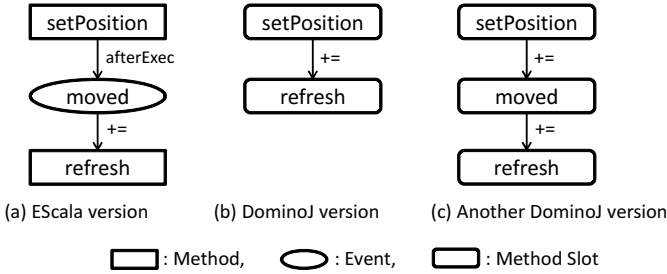 setPosition
afterExec
moved
+=
refresh
(a) EScala version
setPosition
+=
refresh
(b) DominoJ version
setPosition
+=
moved
+=
refresh
(c) Another DominoJ version
: Method, : Event, : Method Slot